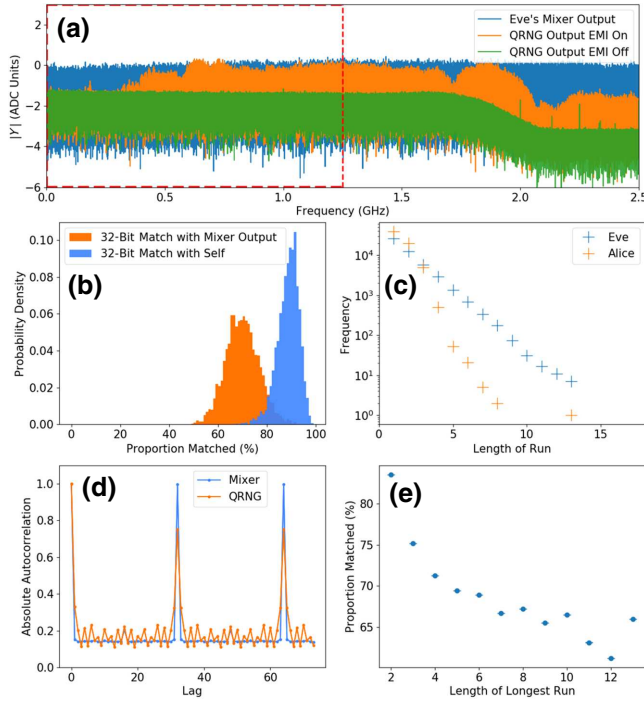 (a)
Eve's Mixer Output
QRNG Output EMI On
QRNG Output EMI Off
|Y| (ADC Units)
2
0
−2
−4
−6
0.0
0.5
1.0
1.5
2.0
2.5
Frequency (GHz)
(b)
32-Bit Match with Mixer Output
32-Bit Match with Self
Probability Density
0.10
0.08
0.06
0.04
0.02
0.00
0
20
40
60
80
100
Proportion Matched (%)
(c)
Eve
Alice
Frequency
10⁴
10³
10²
10¹
10⁰
0
5
10
15
Length of Run
(d)
Mixer
QRNG
Absolute Autocorrelation
1.0
0.8
0.6
0.4
0.2
0.0
0
20
40
60
Lag
(e)
Proportion Matched (%)
80
75
70
65
2
4
6
8
10
12
Length of Longest Run